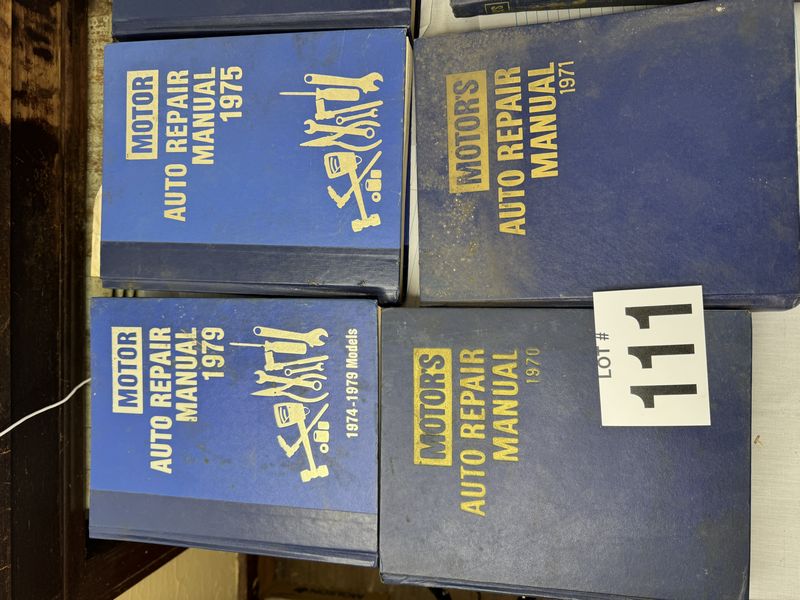 MOTOR
AUTO REPAIR
MANUAL
1975
MOTOR'S
AUTO REPAIR
MANUAL
1971
MOTOR
AUTO REPAIR
MANUAL
1979
1974-1979 Models
MOTOR'S
AUTO REPAIR
MANUAL
1970
LOT #
111